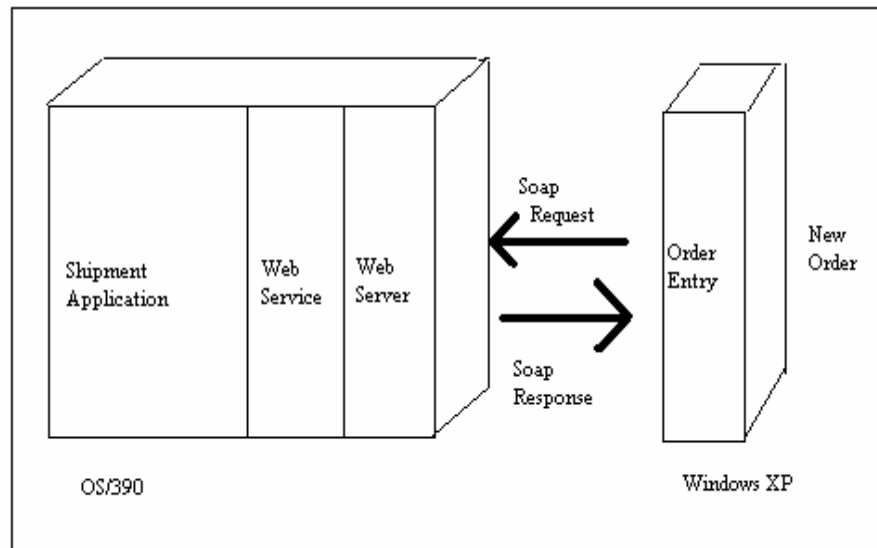 Soap
Request
Shipment
Application
Web
Service
Web
Server
Order
Entry
New
Order
Soap
Response
OS/390
Windows XP